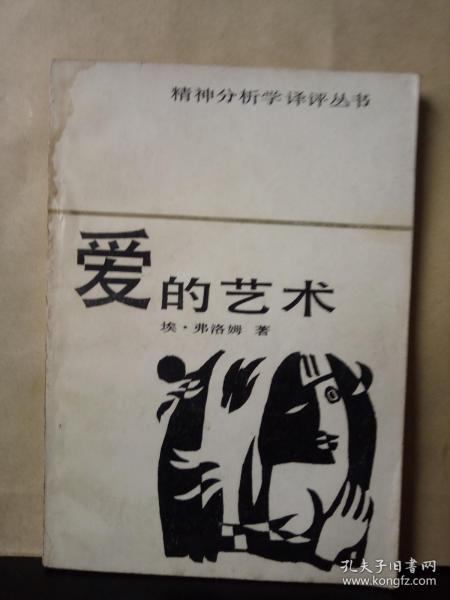 精神分析学译评丛书
爱的艺术
埃·弗洛姆 著
孔夫子旧书网
www.kongfz.com